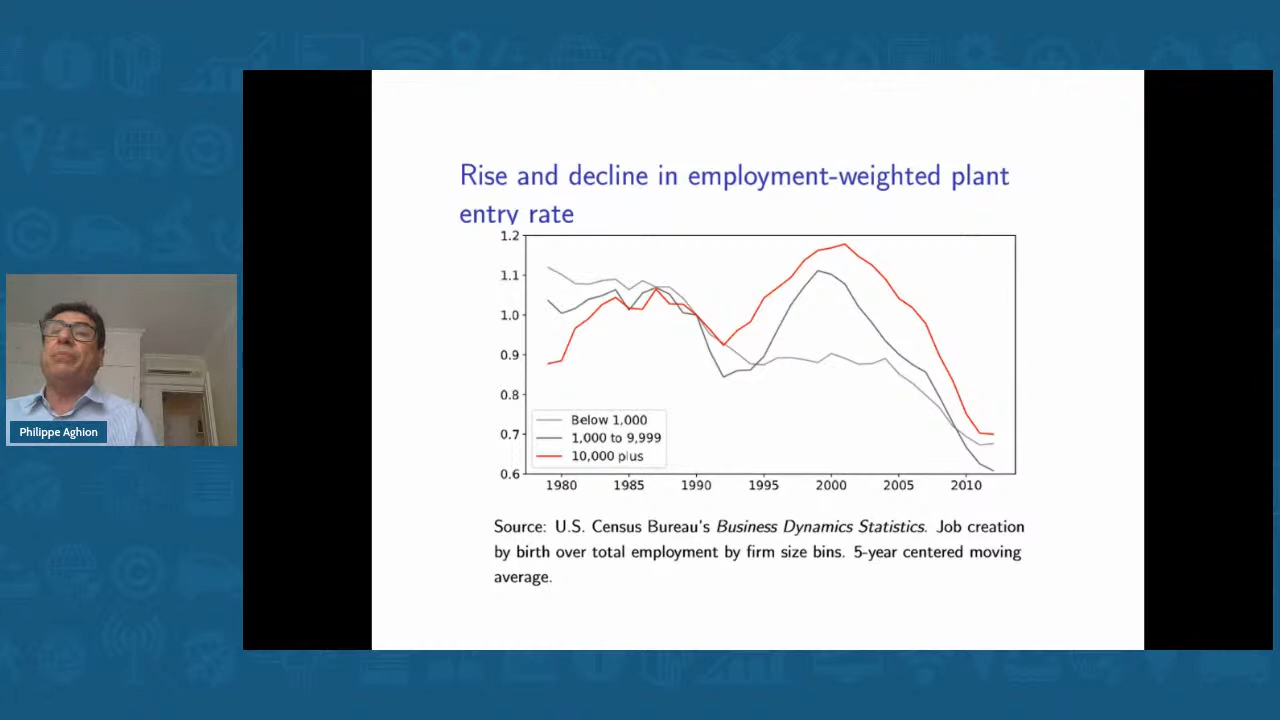 Rise and decline in employment-weighted plant
entry rate
1.2
1.1
1.0
0.9
0.8
0.7
0.6
Below 1,000
1,000 to 9,999
10,000 plus
1980 1985 1990 1995 2000 2005 2010
Source: U.S. Census Bureau's Business Dynamics Statistics. Job creation
by birth over total employment by firm size bins. 5-year centered moving
average.
Philippe Aghion